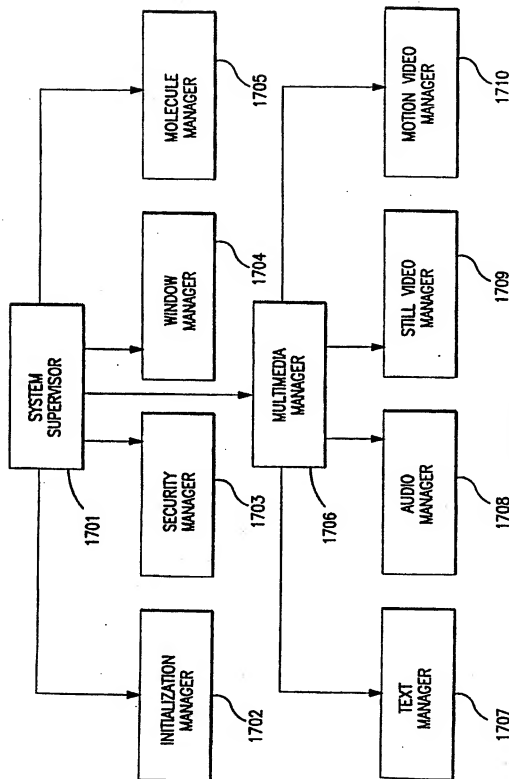 SYSTEM
SUPERVISOR
1701
INITIALIZATION
MANAGER
1702
SECURITY
MANAGER
1703
WINDOW
MANAGER
1704
MOLECULE
MANAGER
1705
MULTIMEDIA
MANAGER
1706
TEXT
MANAGER
1707
AUDIO
MANAGER
1708
STILL VIDEO
MANAGER
1709
MOTION VIDEO
MANAGER
1710